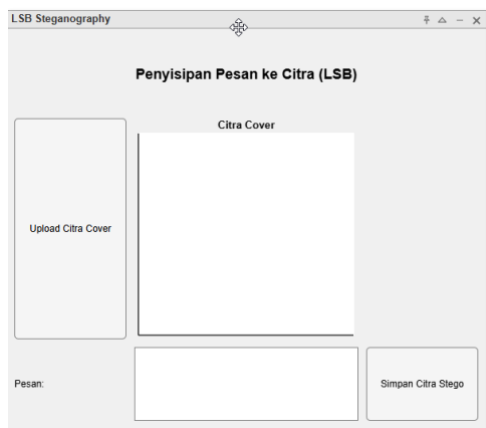 LSB Steganography
Penyisipan Pesan ke Citra (LSB)
Citra Cover
Upload Citra Cover
Pesan:
Simpan Citra Stego